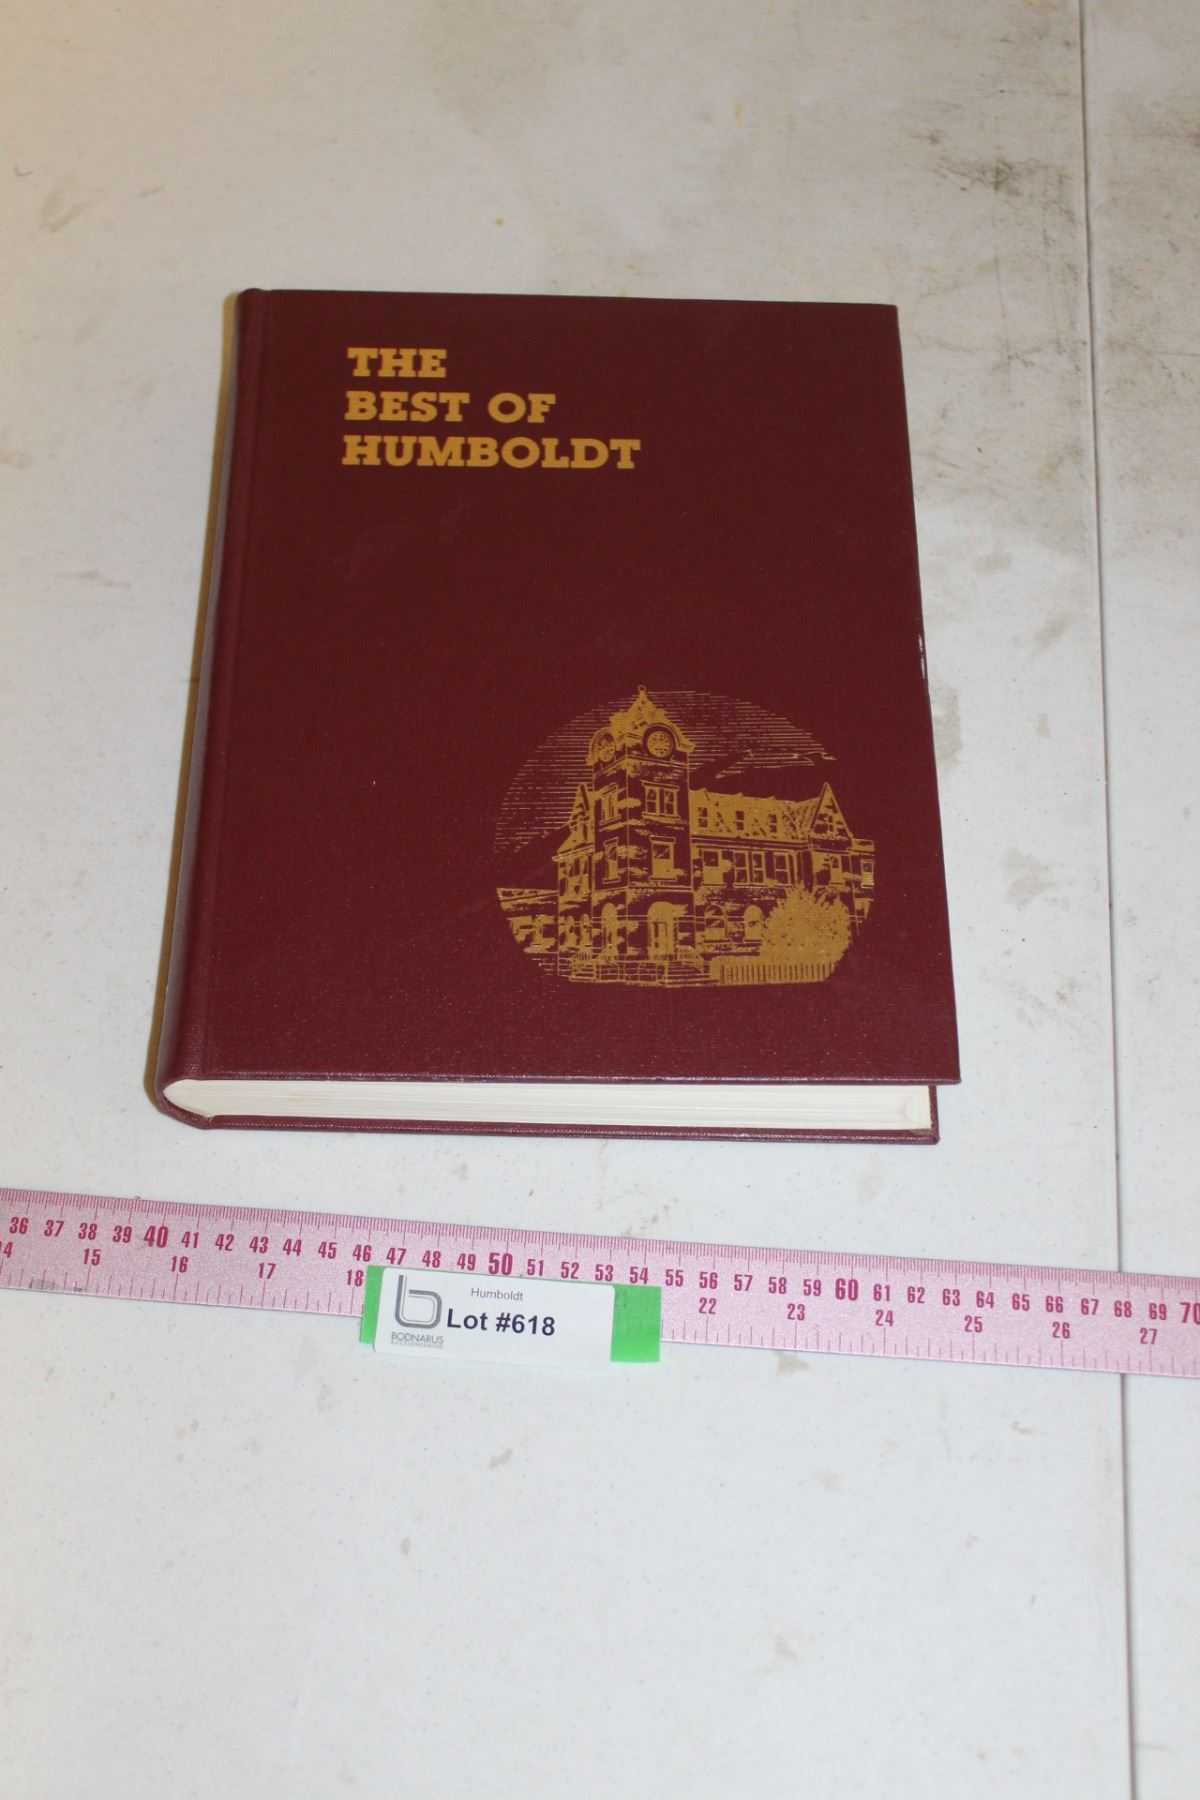 THE
BEST OF
HUMBOLDT
36 37 38 39 40 41 42 43 44 45 46 47 48 49 50 51 52 53 54 55 56 57 58 59 60 61 62 63 64 65 66 67 68 69 70
15 16 17 18 22 23 24 25 26 27
Humboldt
Lot #618
BODNARUS
AUCTIONEERING